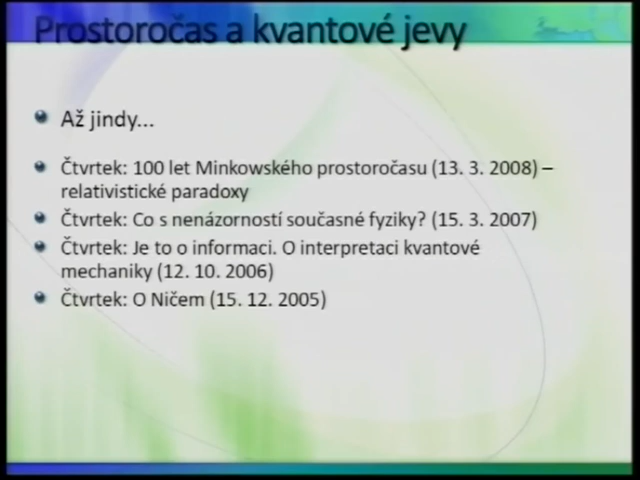 Prostoročas a kvantové jevy
Až jindy...
Čtvrtek: 100 let Minkowského prostoročasu (13. 3. 2008) –
relativistické paradoxy
Čtvrtek: Co s nenázorností současné fyziky? (15. 3. 2007)
Čtvrtek: Je to o informaci. O interpretaci kvantové
mechaniky (12. 10. 2006)
Čtvrtek: O Ničem (15. 12. 2005)